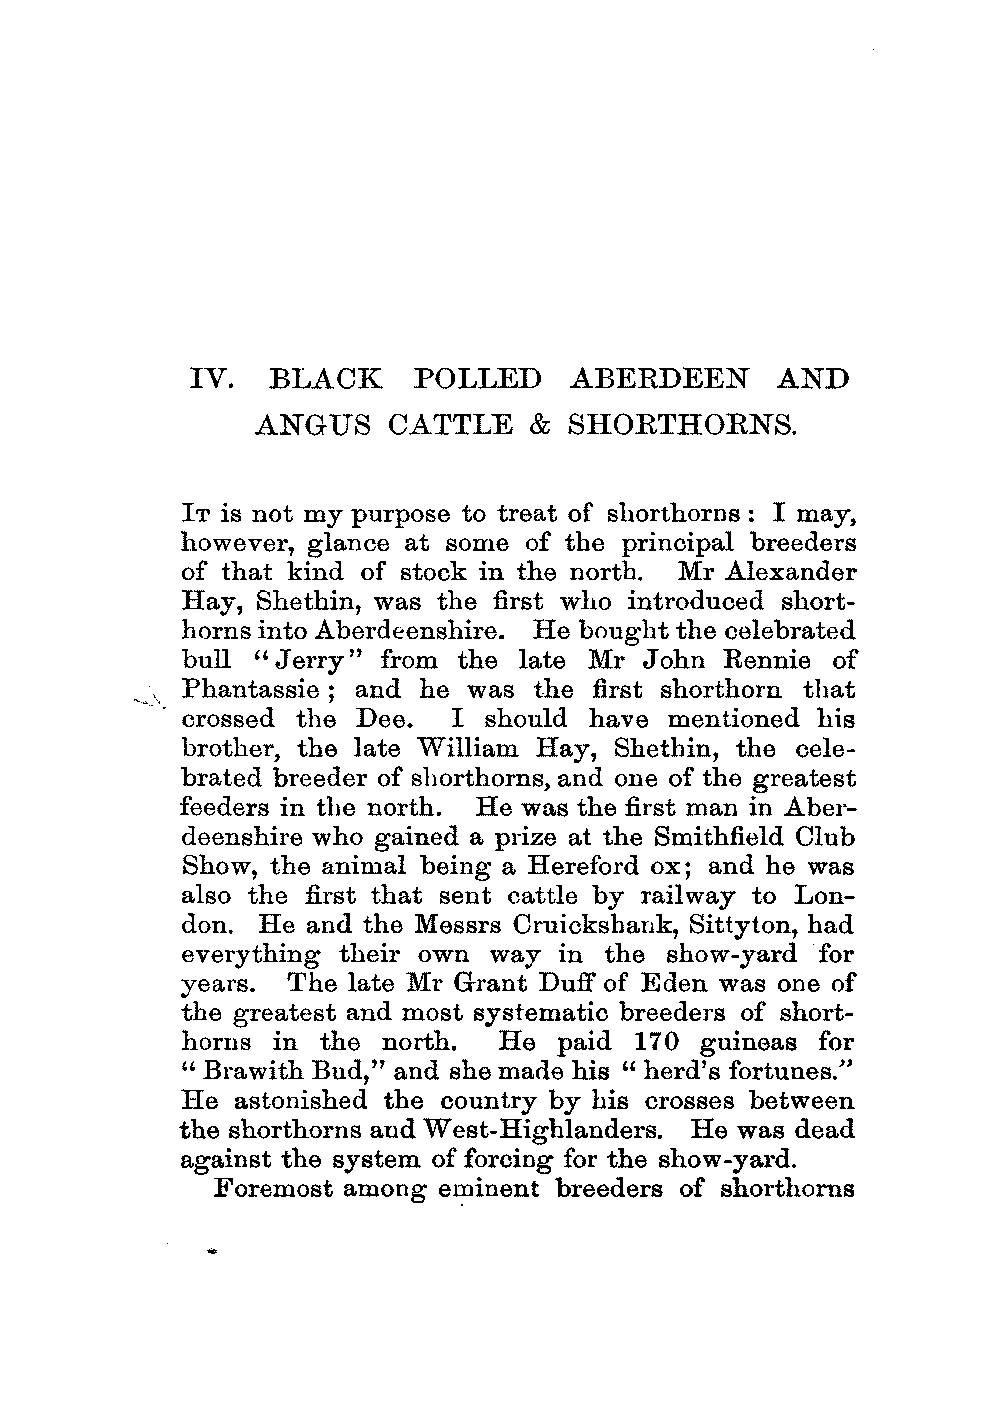 IV. BLACK POLLED ABERDEEN AND
ANGUS CATTLE & SHORTHORNS.
IT is not my purpose to treat of shorthorns : I may,
however, glance at some of the principal breeders
of that kind of stock in the north. Mr Alexander
Hay, Shethin, was the first who introduced short-
horns into Aberdeenshire. He bought the celebrated
bull "Jerry" from the late Mr John Rennie of
Phantassie ; and he was the first shorthorn that
crossed the Dee. I should have mentioned his
brother, the late William Hay, Shethin, the cele-
brated breeder of shorthorns, and one of the greatest
feeders in the north. He was the first man in Aber-
deenshire who gained a prize at the Smithfield Club
Show, the animal being a Hereford ox; and he was
also the first that sent cattle by railway to Lon-
don. He and the Messrs Cruickshank, Sittyton, had
everything their own way in the show-yard for
years. The late Mr Grant Duff of Eden was one of
the greatest and most systematic breeders of short-
horns in the north. He paid 170 guineas for
" Brawith Bud," and she made his " herd's fortunes."
He astonished the country by his crosses between
the shorthorns and West-Highlanders. He was dead
against the system of forcing for the show-yard.
Foremost among eminent breeders of shorthorns